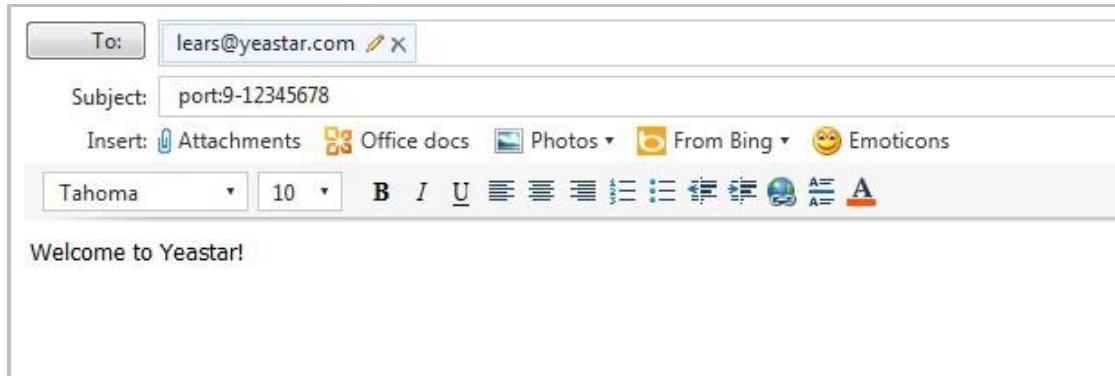 To: lears@yeastar.com
Subject: port:9-12345678
Insert: Attachments Office docs Photos From Bing Emoticons
Tahoma 10 B I U A
Welcome to Yeastar!